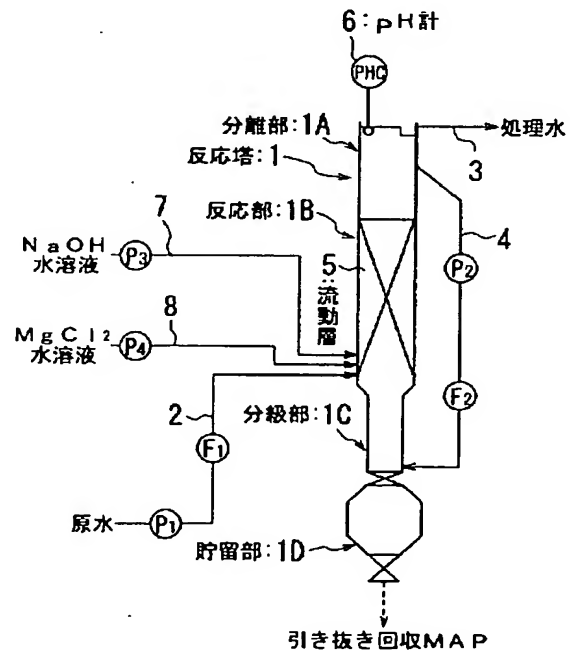 6:pH計
PHC
分離部:1A
処理水
反応塔:1
3
7
反応部:1B
4
NaOH
水溶液
P3
5:流動層
P2
8
MgCl2
水溶液
P4
2
分級部:1C
F2
F1
原水
P1
貯留部:1D
引き抜き回収MAP